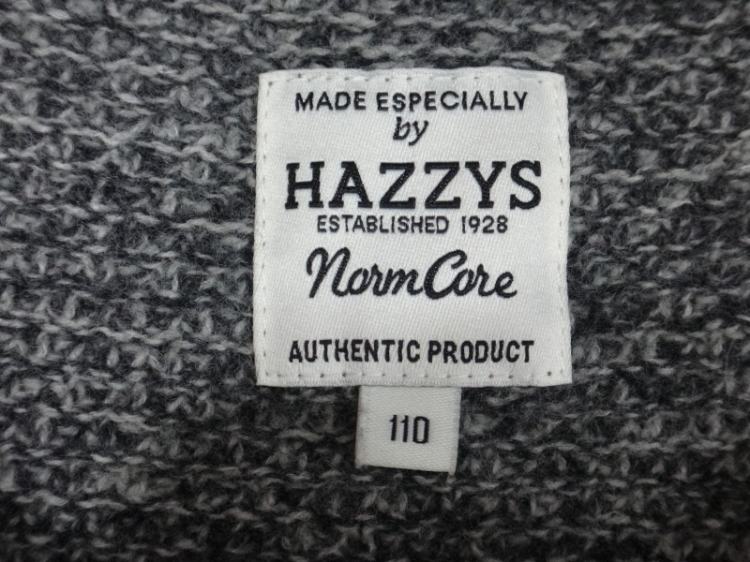 MADE ESPECIALLY
by
HAZZYS
ESTABLISHED 1928
NormCore
AUTHENTIC PRODUCT
110